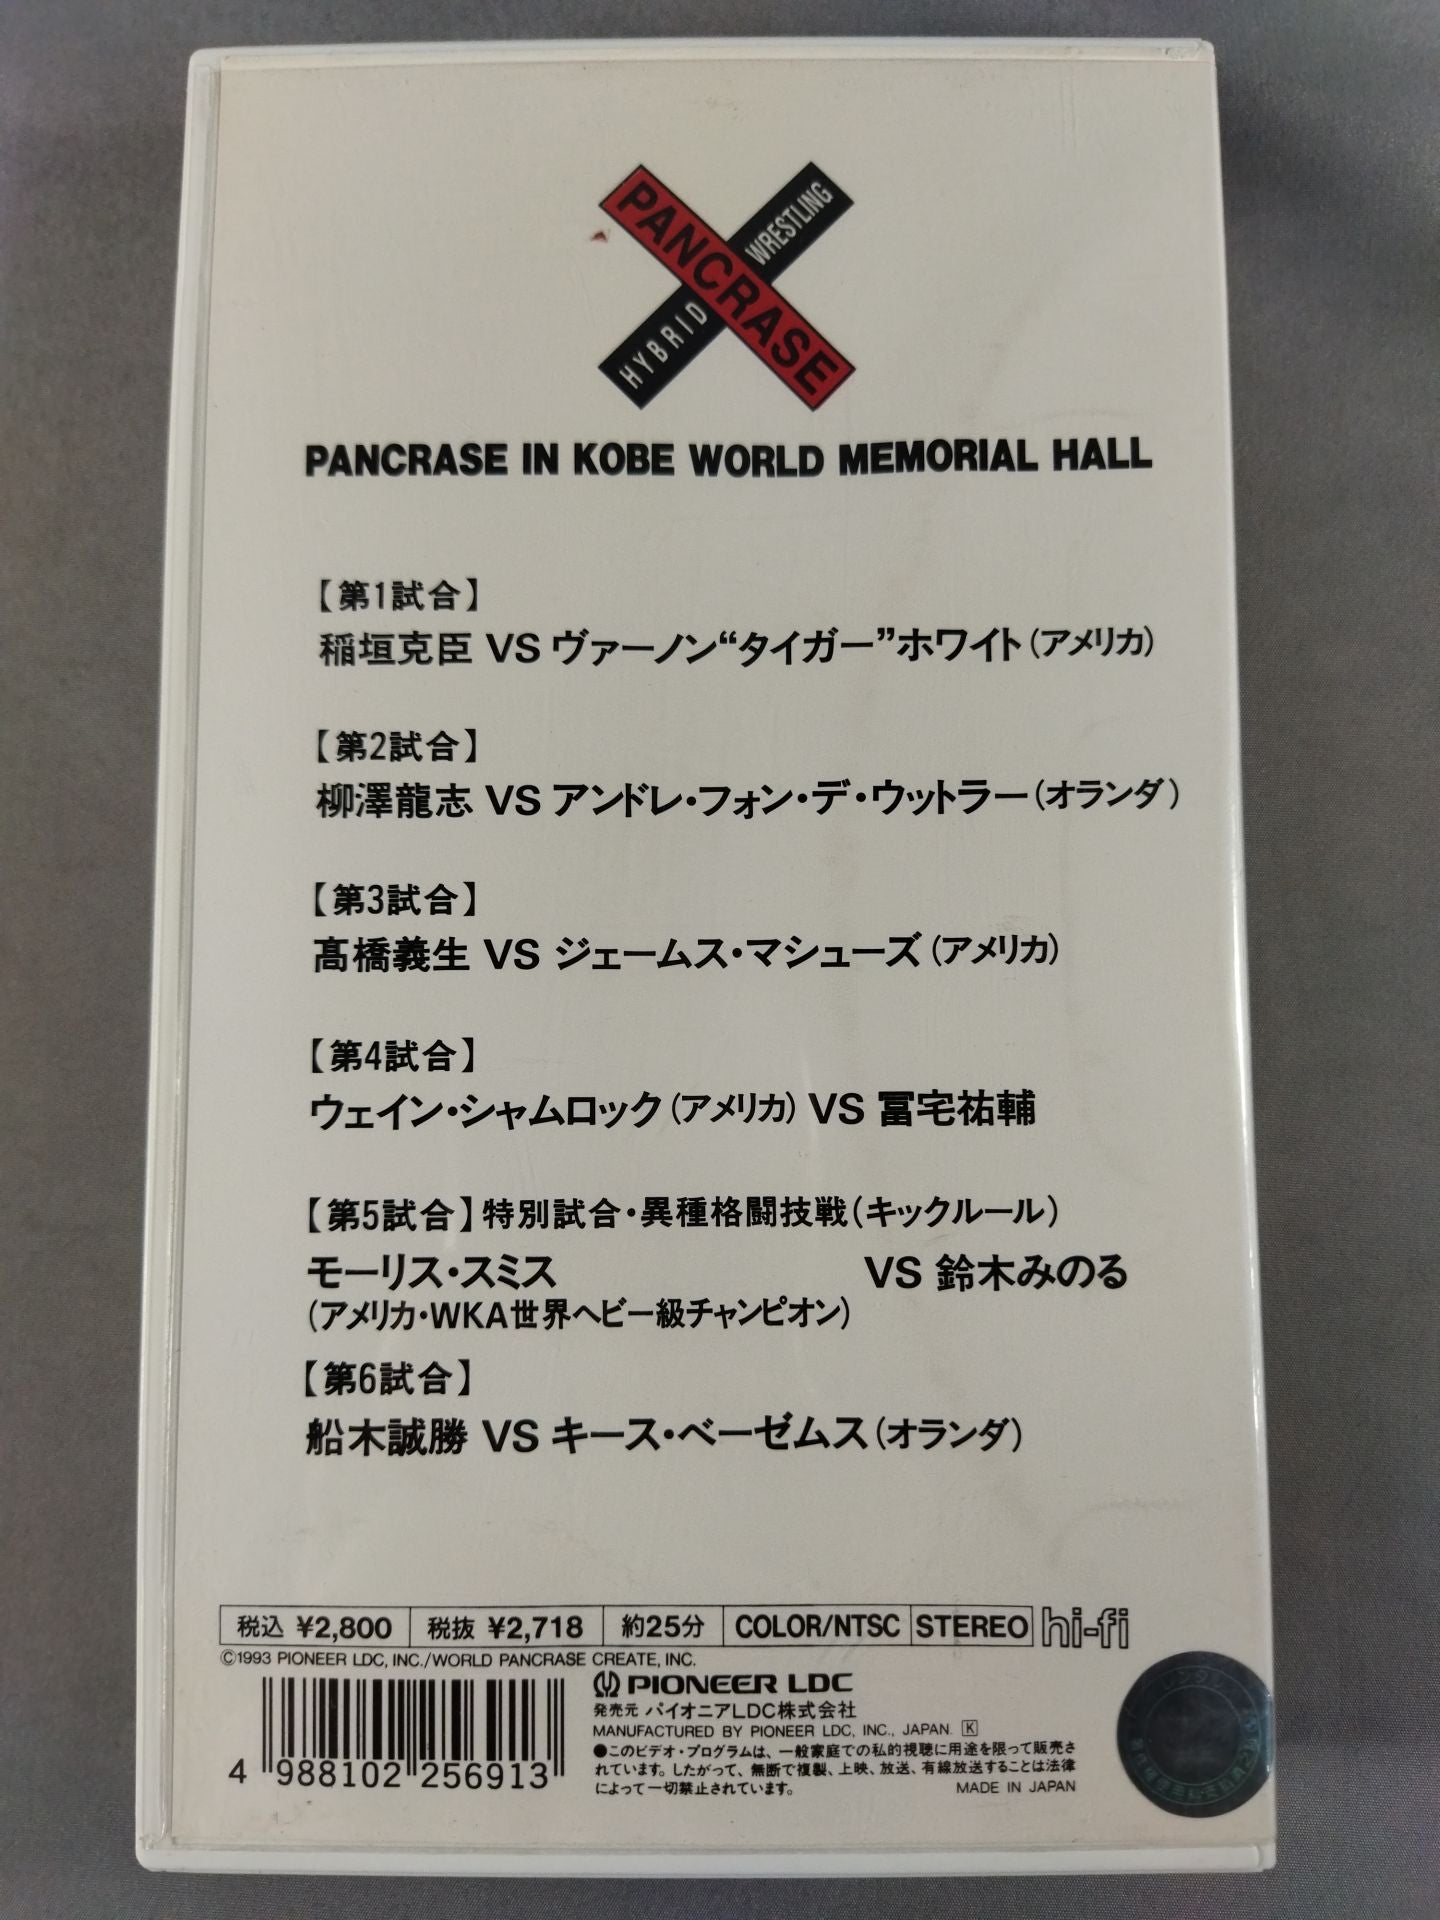 PANCRASE
HYBRID WRESTLING
PANCRASE IN KOBE WORLD MEMORIAL HALL
【第1試合】
稲垣克臣 VS ヴァーノン“タイガー”ホワイト(アメリカ)
【第2試合】
柳澤龍志 VS アンドレ・フォン・デ・ウットラー(オランダ)
【第3試合】
髙橋義生 VS ジェームス・マシューズ(アメリカ)
【第4試合】
ウェイン・シャムロック(アメリカ) VS 冨宅祐輔
【第5試合】特別試合・異種格闘技戦(キックルール)
モーリス・スミス VS 鈴木みのる
(アメリカ・WKA世界ヘビー級チャンピオン)
【第6試合】
船木誠勝 VS キース・ベーゼムス(オランダ)
税込 ¥2,800 税抜 ¥2,718 約25分 COLOR/NTSC STEREO hi-fi
©1993 PIONEER LDC, INC./WORLD PANCRASE CREATE, INC.
PIONEER LDC
発売元 パイオニアLDC株式会社
MANUFACTURED BY PIONEER LDC, INC., JAPAN. K
●このビデオ・プログラムは、一般家庭での私的視聴に用途を限って販売さ
れています。したがって、無断で複製、上映、放送、有線放送することは法律
によって一切禁止されています。 MADE IN JAPAN
4 988102 256913